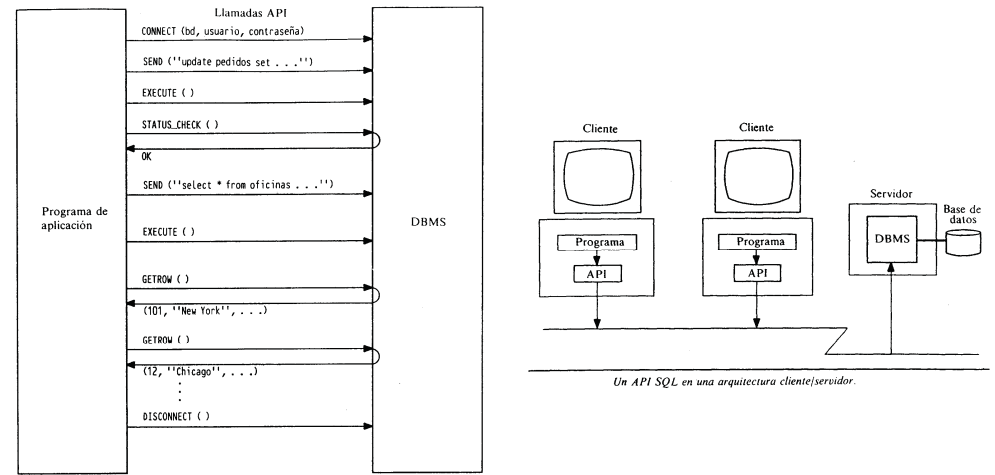 Llamadas API
CONNECT (bd, usuario, contraseña)
SEND (''update pedidos set . . .'')
EXECUTE ( )
STATUS_CHECK ( )
OK
SEND (''select * from oficinas . . .'')
Programa de
aplicación
DBMS
EXECUTE ( )
GETROW ( )
(101, ''New York'', . . .)
GETROW ( )
(12, ''Chicago'', . . .)
.
.
.
DISCONNECT ( )
Cliente
Programa
API
Cliente
Programa
API
Servidor
DBMS
Base de
datos
Un API SQL en una arquitectura cliente/servidor.